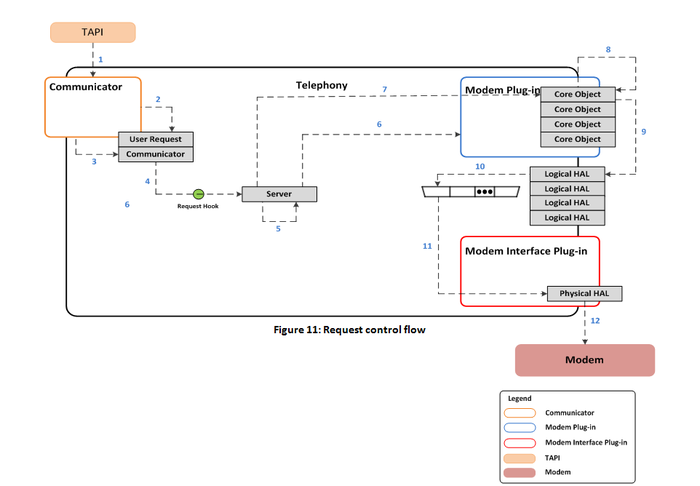 TAPI
1
8
Communicator
Telephony
Modem Plug-in
Core Object
7
2
Core Object
6
Core Object
9
User Request
Core Object
3
Communicator
10
Logical HAL
4
Logical HAL
Server
Logical HAL
6
Request Hook
Logical HAL
5
11
Modem Interface Plug-in
Physical HAL
12
Figure 11: Request control flow
Modem
Legend
Communicator
Modem Plug-in
Modem Interface Plug-in
TAPI
Modem